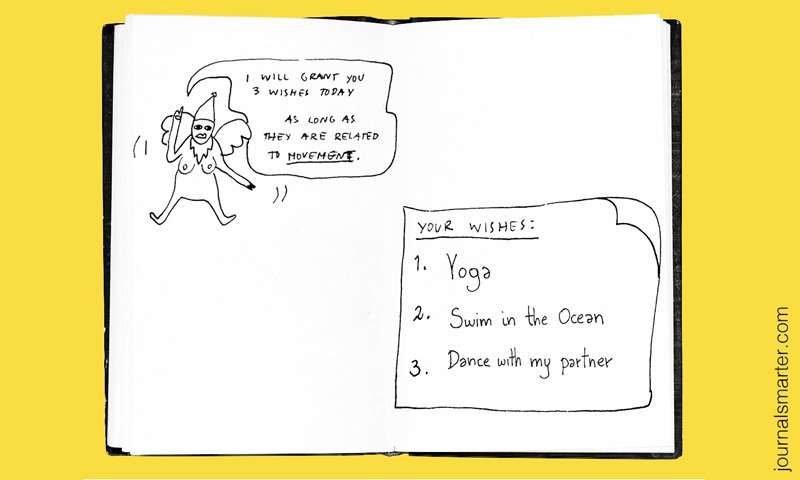 I WILL GRANT YOU
3 WISHES TODAY
AS LONG AS
THEY ARE RELATED
TO MOVEMENT.
YOUR WISHES:
1. Yoga
2. Swim in the Ocean
3. Dance with my partner
journalsmarter.com